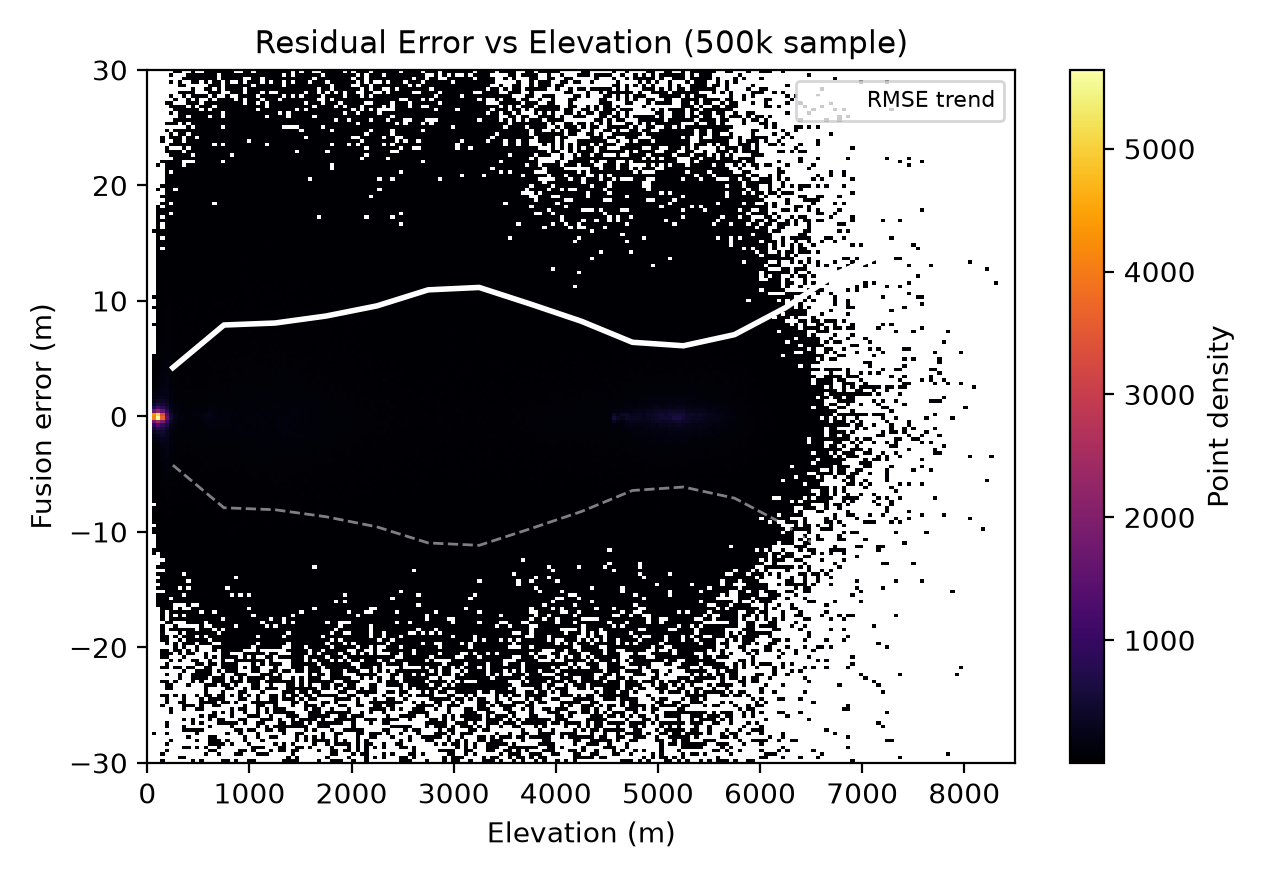 Residual Error vs Elevation (500k sample)
RMSE trend
30
20
10
0
−10
−20
−30
Fusion error (m)
0 1000 2000 3000 4000 5000 6000 7000 8000
Elevation (m)
5000
4000
3000
2000
1000
Point density